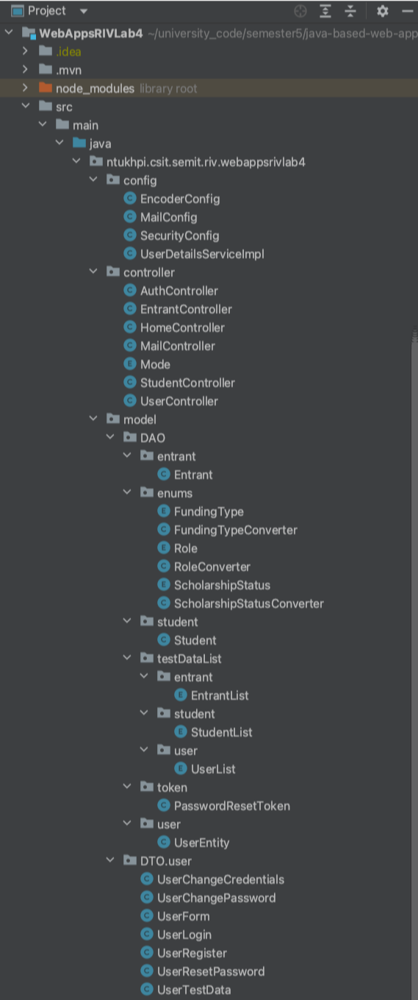 Project
WebAppsRIVLab4 ~/university_code/semester5/java-based-web-app
.idea
.mvn
node_modules library root
src
main
java
ntukhpi.csit.semit.riv.webappsrivlab4
config
C EncoderConfig
C MailConfig
C SecurityConfig
C UserDetailsServiceImpl
controller
C AuthController
C EntrantController
C HomeController
C MailController
E Mode
C StudentController
C UserController
model
DAO
entrant
C Entrant
enums
E FundingType
C FundingTypeConverter
E Role
C RoleConverter
E ScholarshipStatus
C ScholarshipStatusConverter
student
C Student
testDataList
entrant
E EntrantList
student
E StudentList
user
E UserList
token
C PasswordResetToken
user
C UserEntity
DTO.user
C UserChangeCredentials
C UserChangePassword
C UserForm
C UserLogin
C UserRegister
C UserResetPassword
C UserTestData